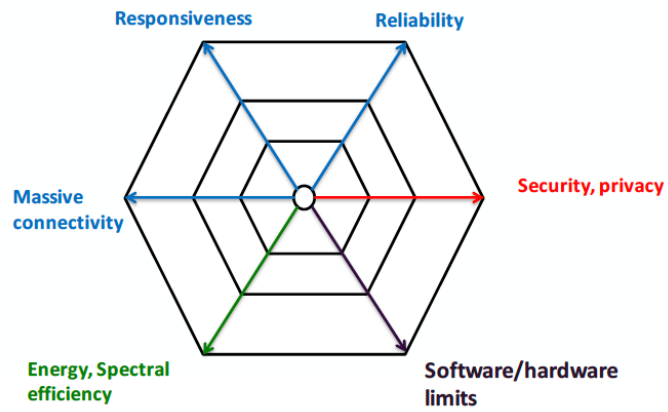 Responsiveness
Reliability
Massive
connectivity
Security, privacy
Energy, Spectral
efficiency
Software/hardware
limits